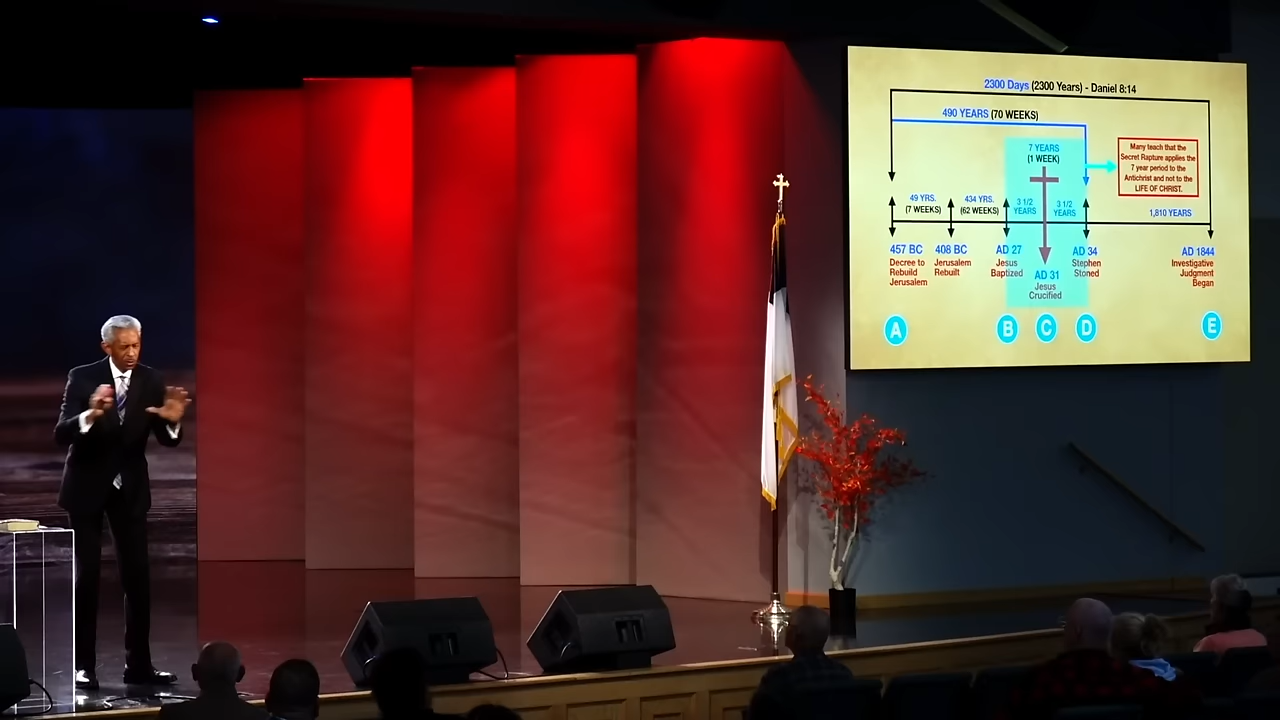 2300 Days (2300 Years) - Daniel 8:14
490 YEARS (70 WEEKS)
7 YEARS
(1 WEEK)
Many teach that the
Secret Rapture applies the
7 year period to the
Antichrist and not to the
LIFE OF CHRIST.
49 YRS.
(7 WEEKS)
434 YRS.
(62 WEEKS)
3 1/2
YEARS
3 1/2
YEARS
1,810 YEARS
457 BC
Decree to
Rebuild
Jerusalem
408 BC
Jerusalem
Rebuilt
AD 27
Jesus
Baptized
AD 31
Jesus
Crucified
AD 34
Stephen
Stoned
AD 1844
Investigative
Judgment
Began
A
B
C
D
E